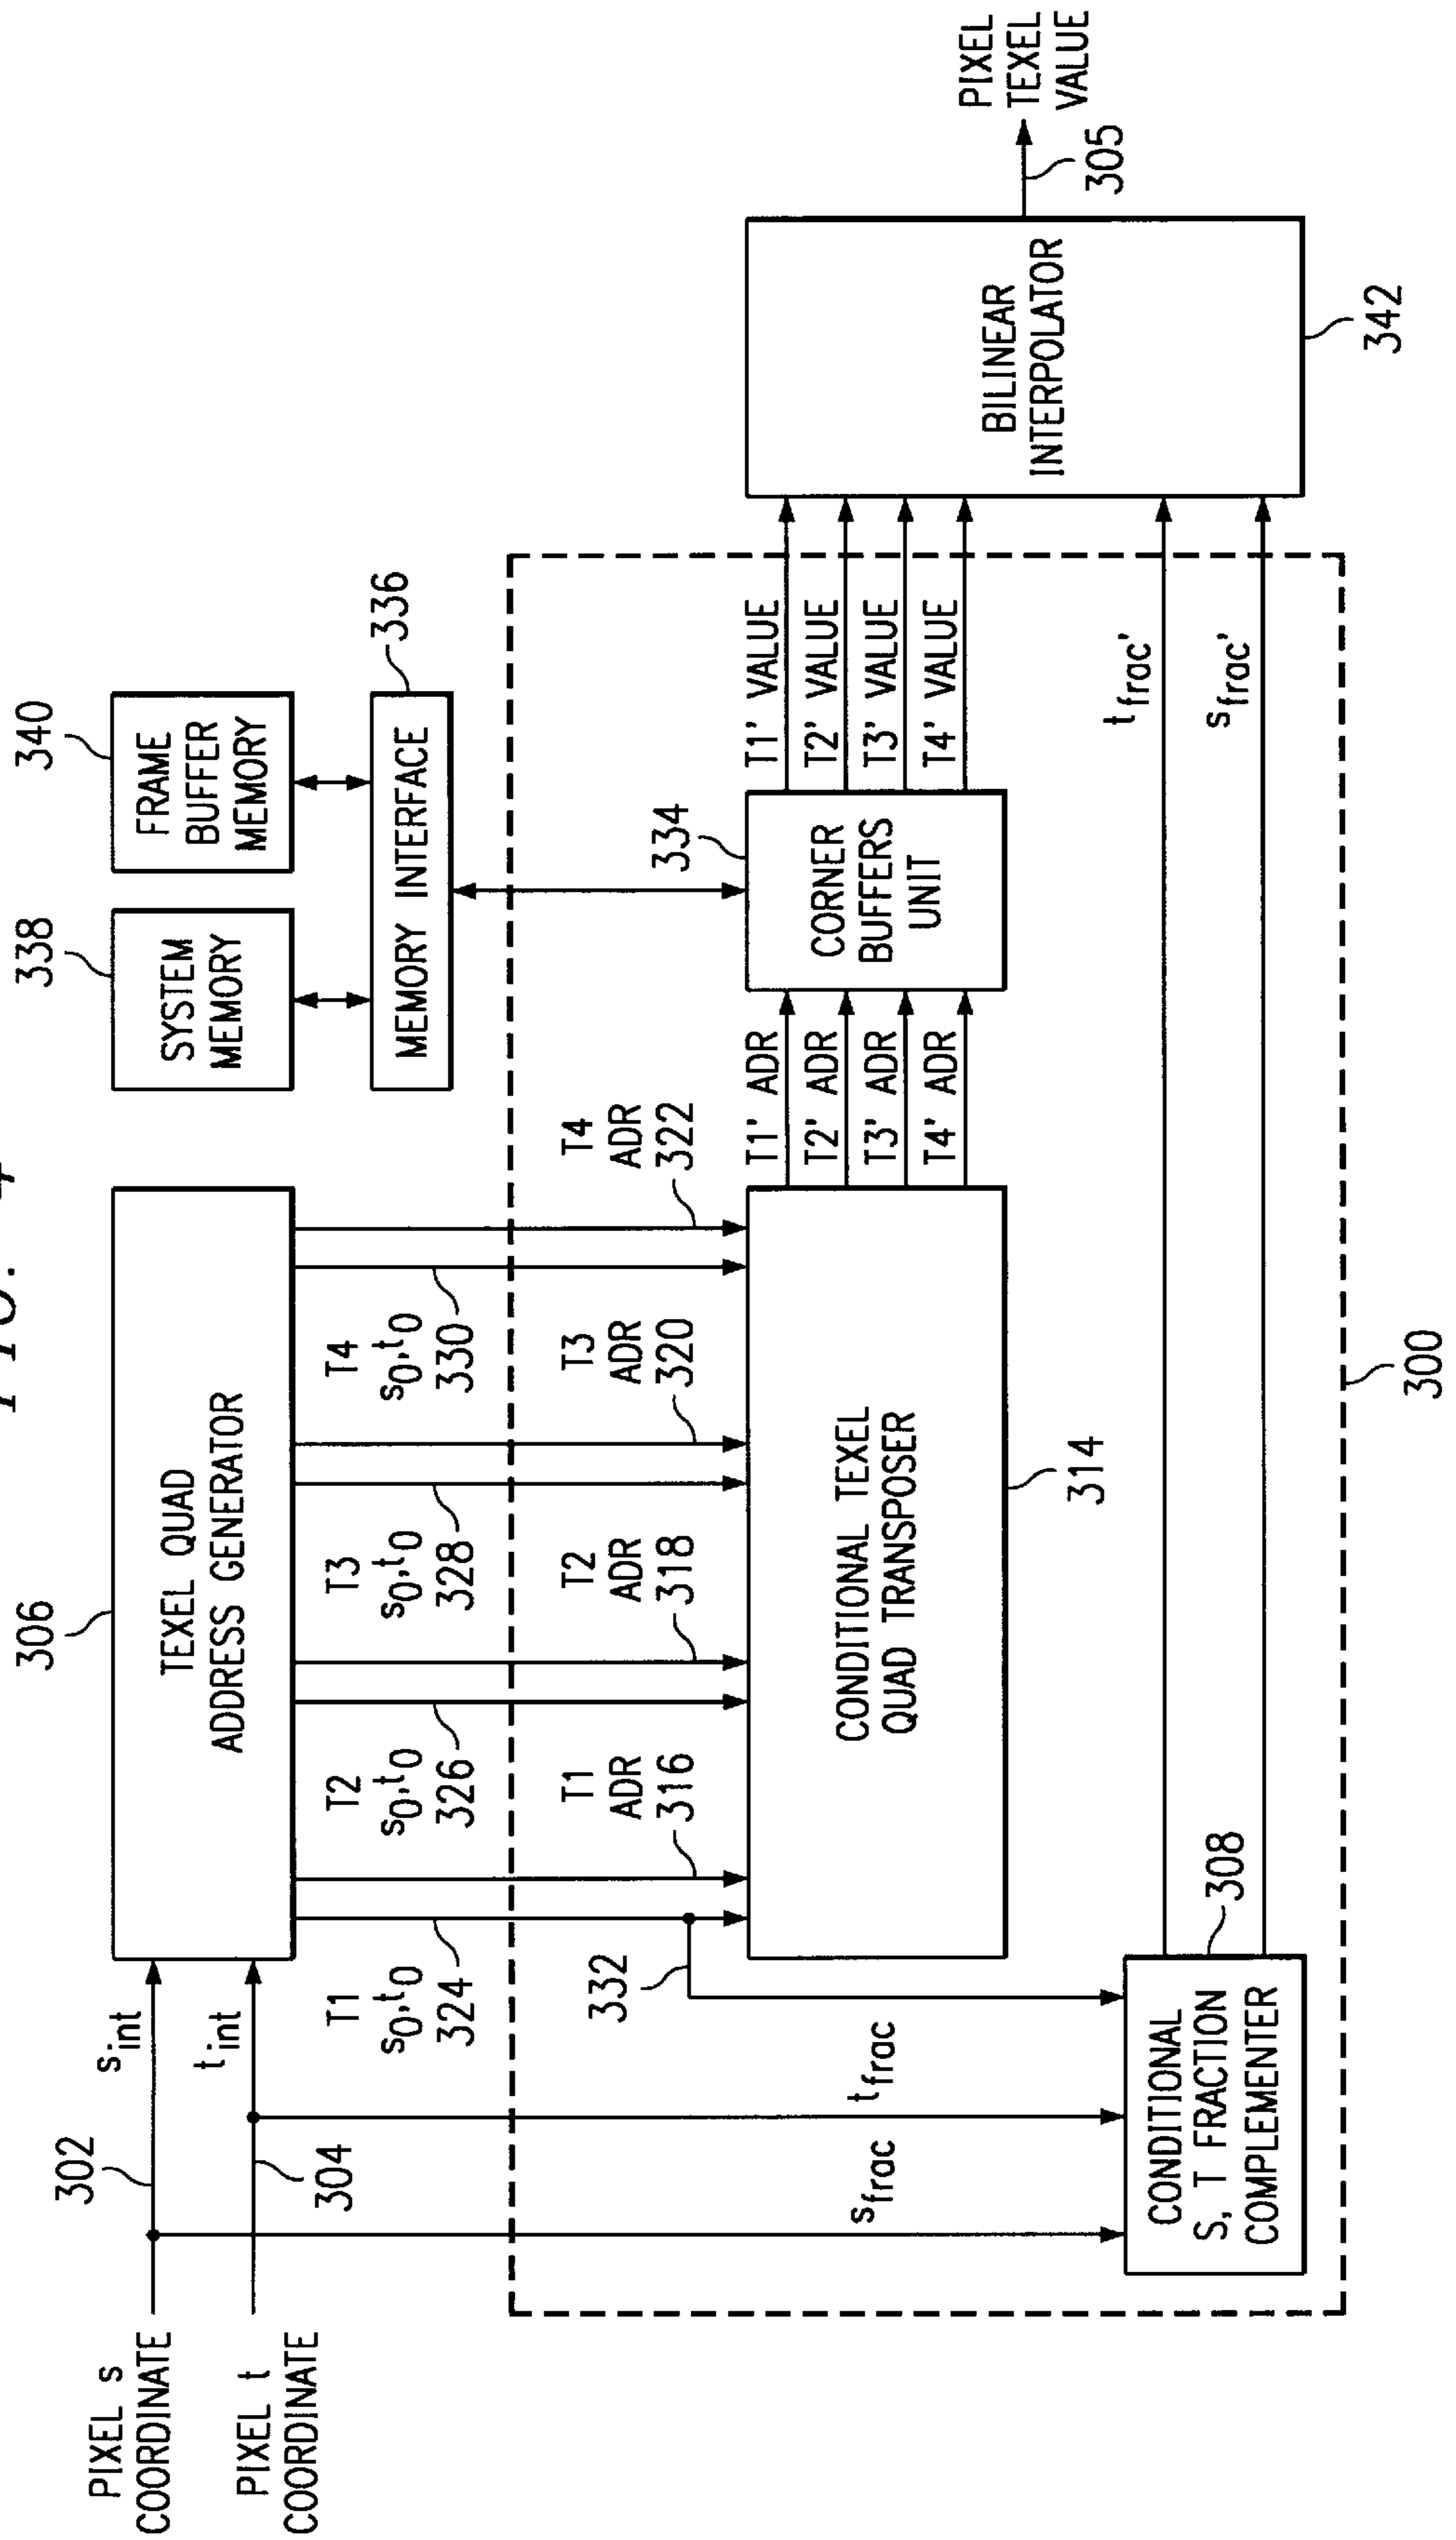 FIG. 4
306
TEXEL QUAD
ADDRESS GENERATOR
338
SYSTEM
MEMORY
340
FRAME
BUFFER
MEMORY
336
MEMORY INTERFACE
PIXEL s
COORDINATE
302
s_int
PIXEL t
COORDINATE
304
t_int
T1
s0,t0
324
T2
s0,t0
326
T3
s0,t0
328
T4
s0,t0
330
T1
ADR
316
T2
ADR
318
T3
ADR
320
T4
ADR
322
332
334
CONDITIONAL TEXEL
QUAD TRANSPOSER
314
T1' ADR
T2' ADR
T3' ADR
T4' ADR
CORNER
BUFFERS
UNIT
T1' VALUE
T2' VALUE
T3' VALUE
T4' VALUE
BILINEAR
INTERPOLATOR
342
305
PIXEL
TEXEL
VALUE
s_frac
t_frac
CONDITIONAL
S, T FRACTION
COMPLEMENTER
308
t_frac'
s_frac'
300